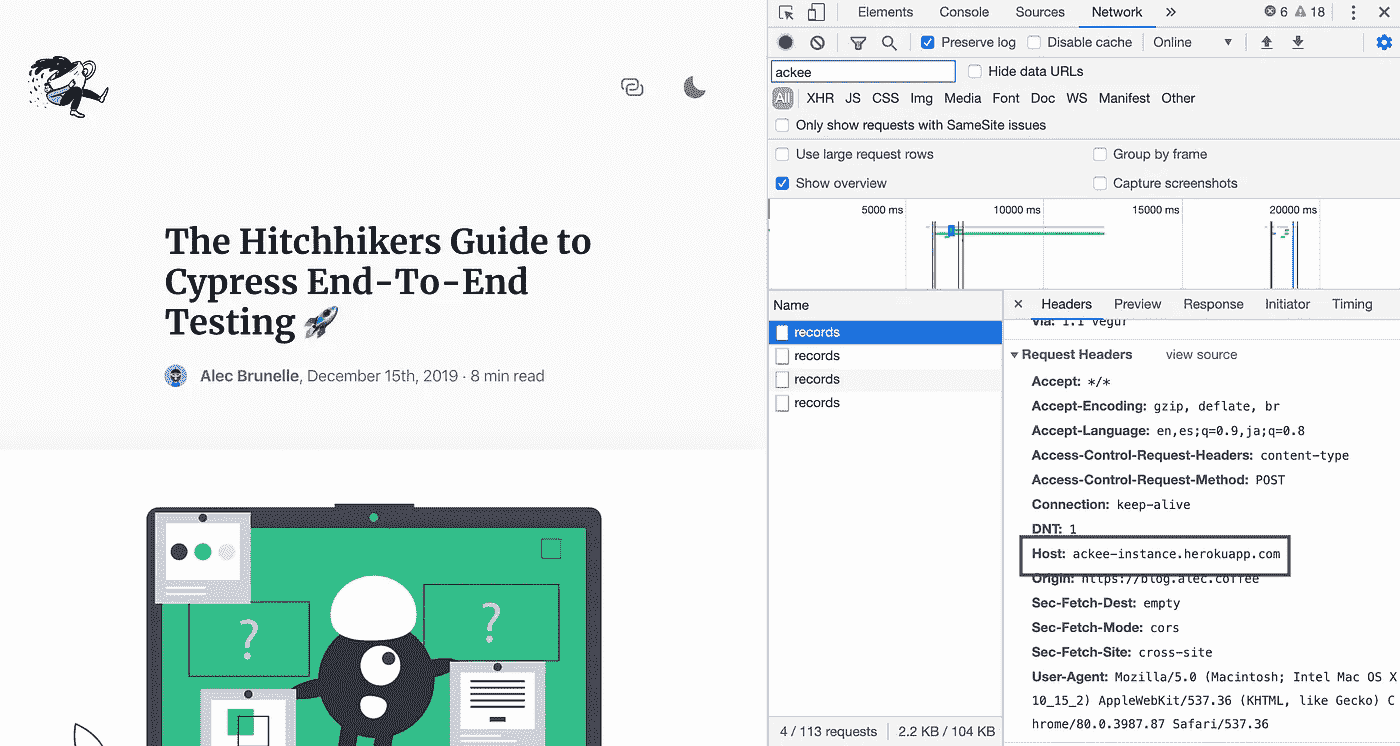 The Hitchhikers Guide to
Cypress End-To-End
Testing 🚀
Alec Brunelle, December 15th, 2019 · 8 min read
?
?
Elements Console Sources Network » 6 18
Preserve log Disable cache Online
ackee Hide data URLs
All XHR JS CSS Img Media Font Doc WS Manifest Other
Only show requests with SameSite issues
Use large request rows Group by frame
Show overview Capture screenshots
5000 ms 10000 ms 15000 ms 20000 ms
Name
records
records
records
records
4 / 113 requests 2.2 KB / 104 KB
Headers Preview Response Initiator Timing
Via: 1.1 vegur
Request Headers view source
Accept: */*
Accept-Encoding: gzip, deflate, br
Accept-Language: en,es;q=0.9,ja;q=0.8
Access-Control-Request-Headers: content-type
Access-Control-Request-Method: POST
Connection: keep-alive
DNT: 1
Host: ackee-instance.herokuapp.com
Origin: https://blog.alec.coffee
Sec-Fetch-Dest: empty
Sec-Fetch-Mode: cors
Sec-Fetch-Site: cross-site
User-Agent: Mozilla/5.0 (Macintosh; Intel Mac OS X
10_15_2) AppleWebKit/537.36 (KHTML, like Gecko) C
hrome/80.0.3987.87 Safari/537.36